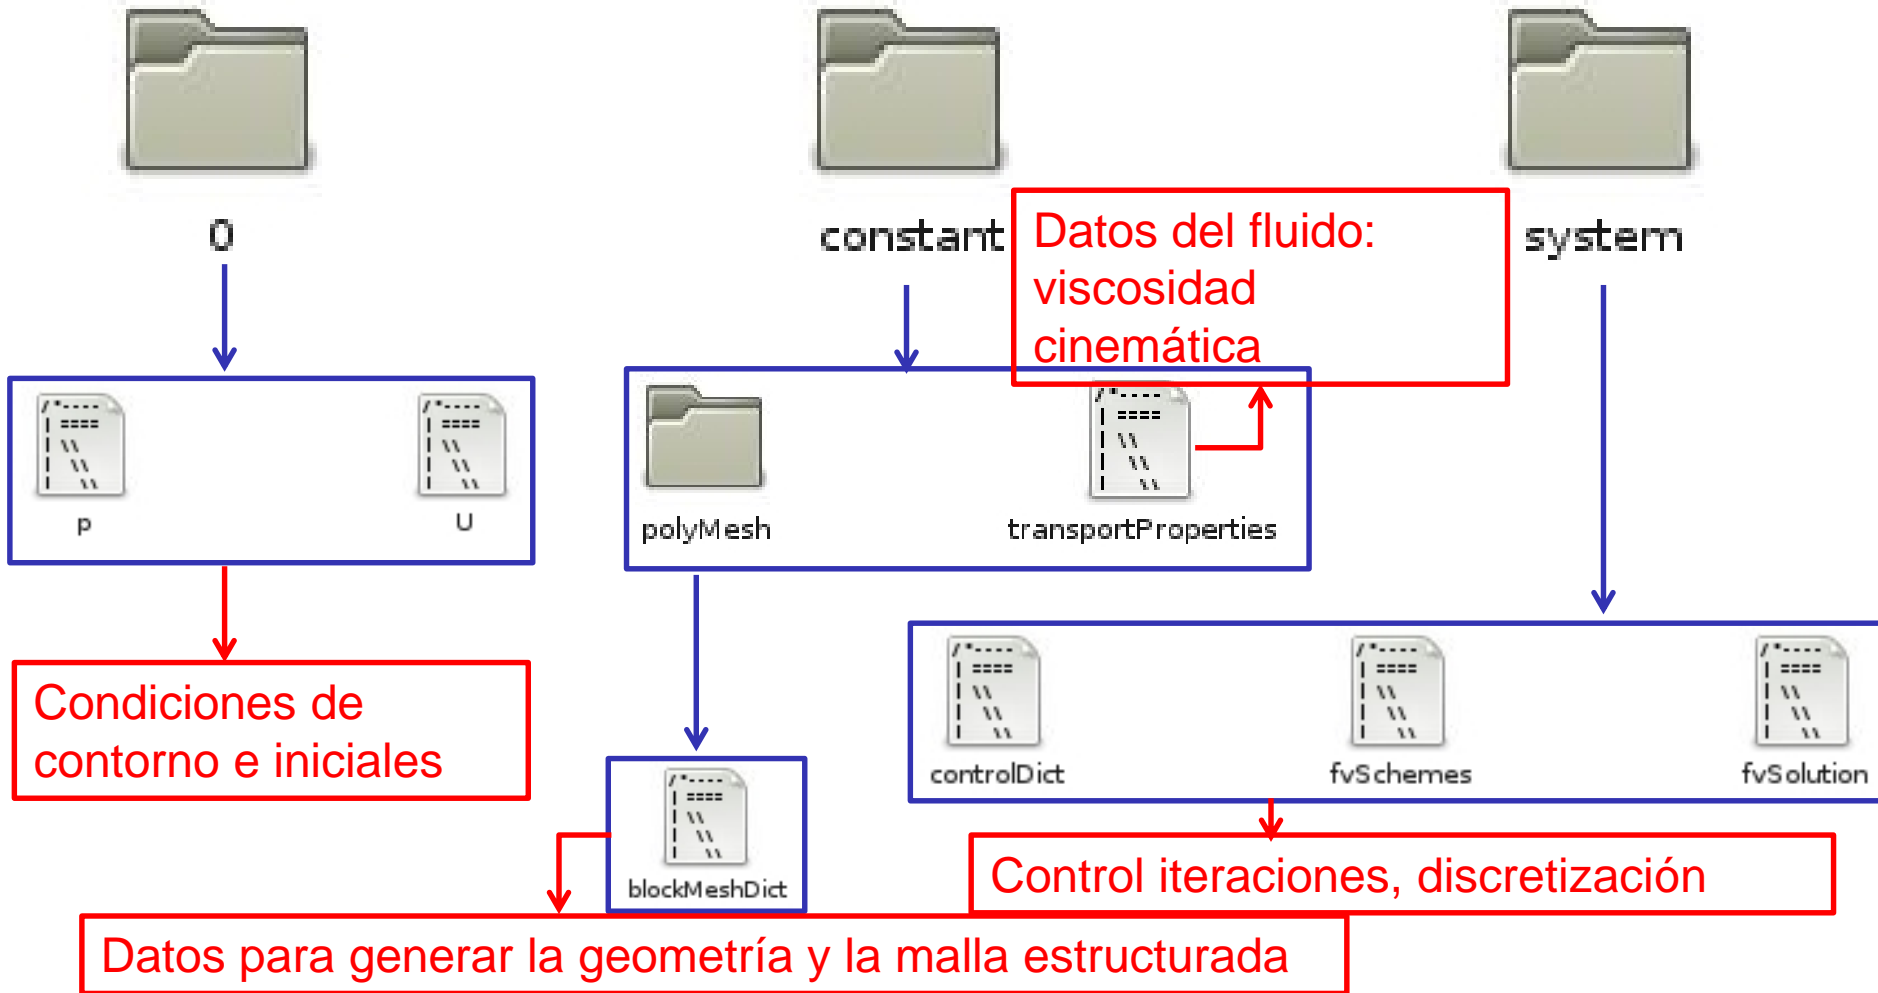 0
constant
system
Datos del fluido:
viscosidad
cinemática
p
U
polyMesh
transportProperties
Condiciones de
contorno e iniciales
controlDict
fvSchemes
fvSolution
blockMeshDict
Control iteraciones, discretización
Datos para generar la geometría y la malla estructurada